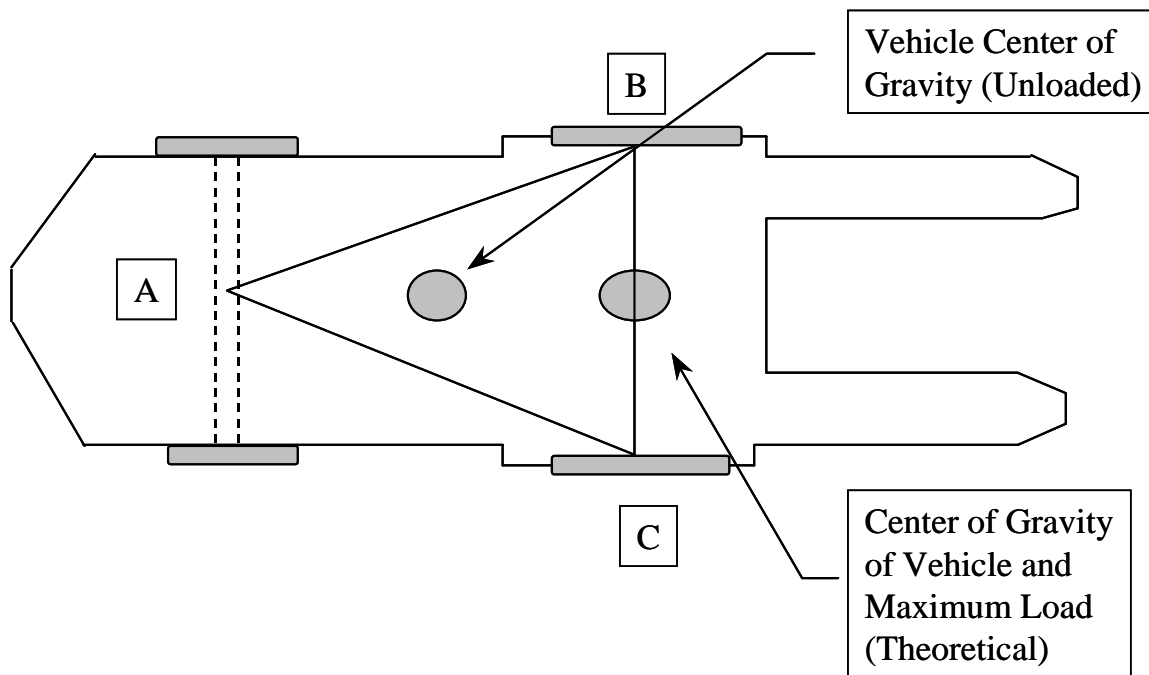 Vehicle Center of
Gravity (Unloaded)
B
A
C
Center of Gravity
of Vehicle and
Maximum Load
(Theoretical)